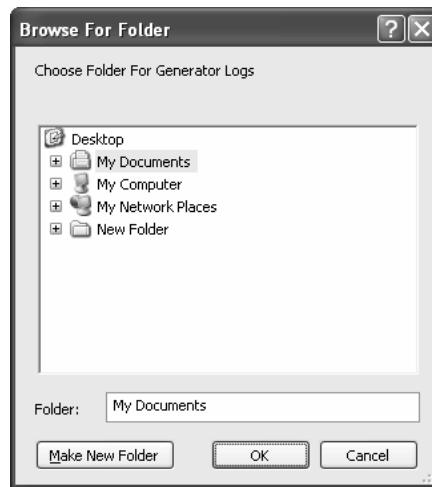 Browse For Folder
Choose Folder For Generator Logs
Desktop
My Documents
My Computer
My Network Places
New Folder
Folder: My Documents
Make New Folder OK Cancel